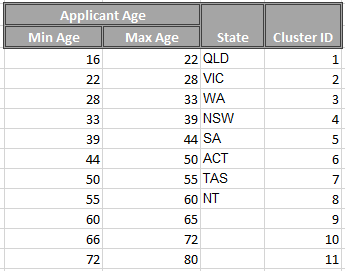 Applicant Age
Min Age Max Age State Cluster ID
16 22 QLD 1
22 28 VIC 2
28 33 WA 3
33 39 NSW 4
39 44 SA 5
44 50 ACT 6
50 55 TAS 7
55 60 NT 8
60 65 9
66 72 10
72 80 11